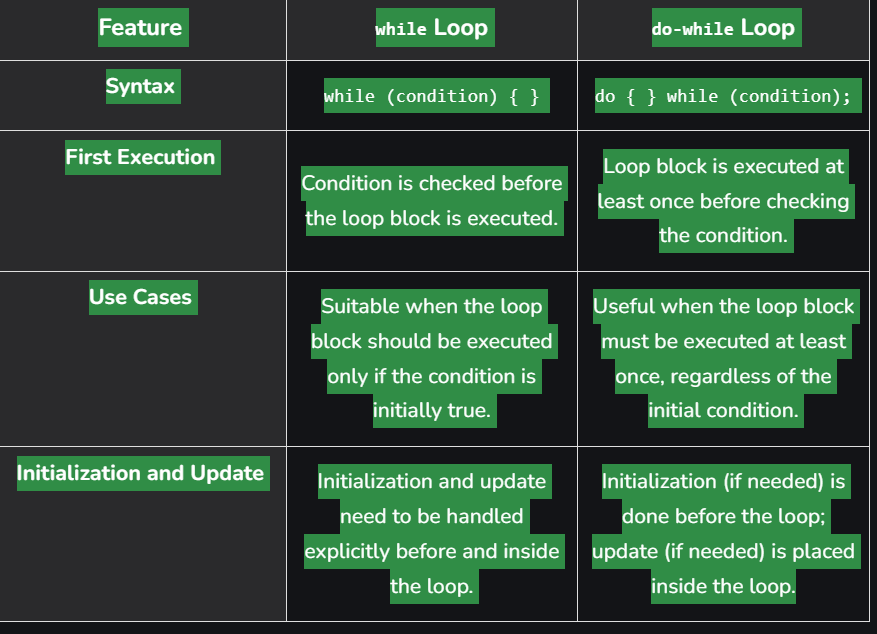 Feature
while Loop
do-while Loop
Syntax
while (condition) { }
do { } while (condition);
First Execution
Condition is checked before
the loop block is executed.
Loop block is executed at
least once before checking
the condition.
Use Cases
Suitable when the loop
block should be executed
only if the condition is
initially true.
Useful when the loop block
must be executed at least
once, regardless of the
initial condition.
Initialization and Update
Initialization and update
need to be handled
explicitly before and inside
the loop.
Initialization (if needed) is
done before the loop;
update (if needed) is placed
inside the loop.